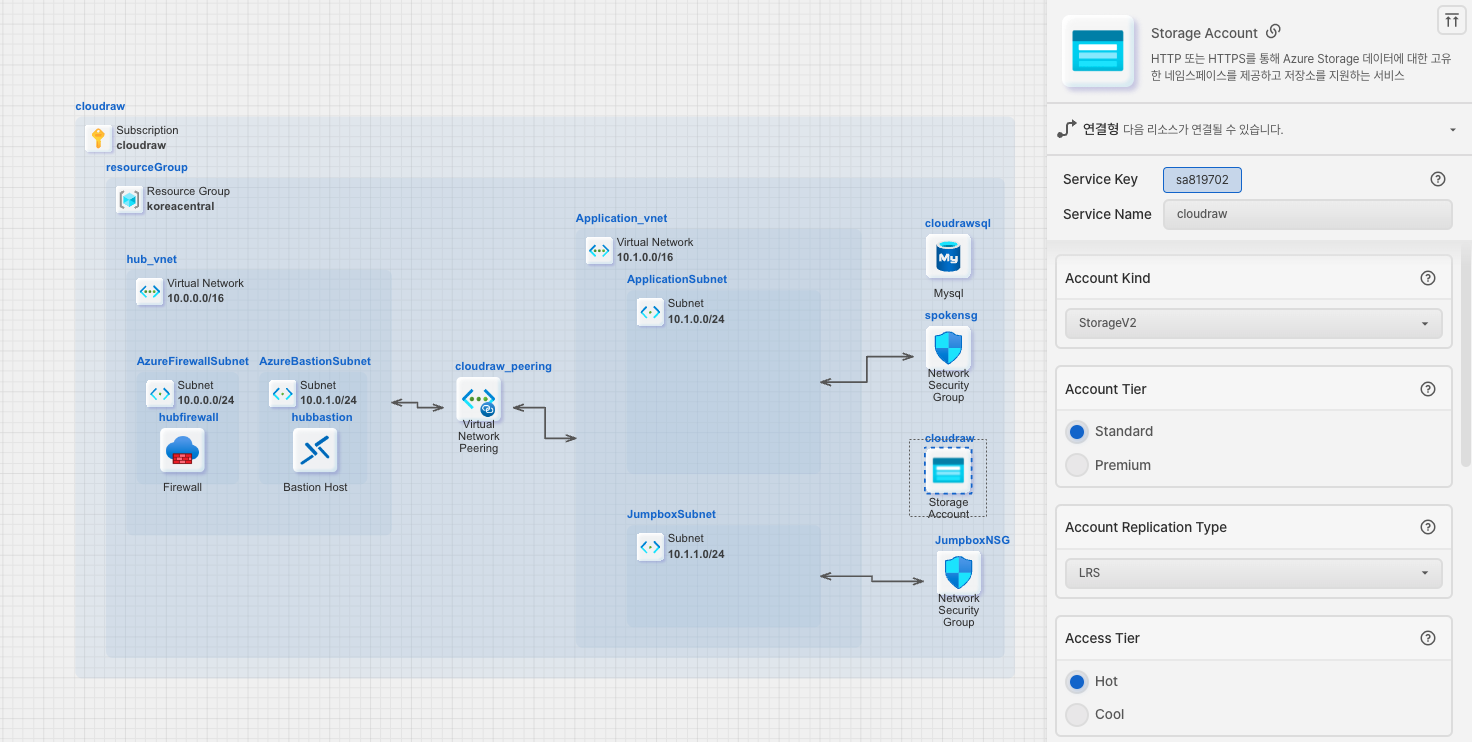 cloudraw
Subscription
cloudraw
resourceGroup
Resource Group
koreacentral
hub_vnet
Virtual Network
10.0.0.0/16
AzureFirewallSubnet
Subnet
10.0.0.0/24
hubfirewall
Firewall
AzureBastionSubnet
Subnet
10.0.1.0/24
hubbastion
Bastion Host
cloudraw_peering
Virtual
Network
Peering
Application_vnet
Virtual Network
10.1.0.0/16
ApplicationSubnet
Subnet
10.1.0.0/24
JumpboxSubnet
Subnet
10.1.1.0/24
cloudrawsql
My
Mysql
spokensg
Network
Security
Group
cloudraw
Storage
Account
JumpboxNSG
Network
Security
Group
Storage Account
HTTP 또는 HTTPS를 통해 Azure Storage 데이터에 대한 고유
한 네임스페이스를 제공하고 저장소를 지원하는 서비스
연결형 다음 리소스가 연결될 수 있습니다.
Service Key sa819702
Service Name cloudraw
Account Kind
StorageV2
Account Tier
Standard
Premium
Account Replication Type
LRS
Access Tier
Hot
Cool